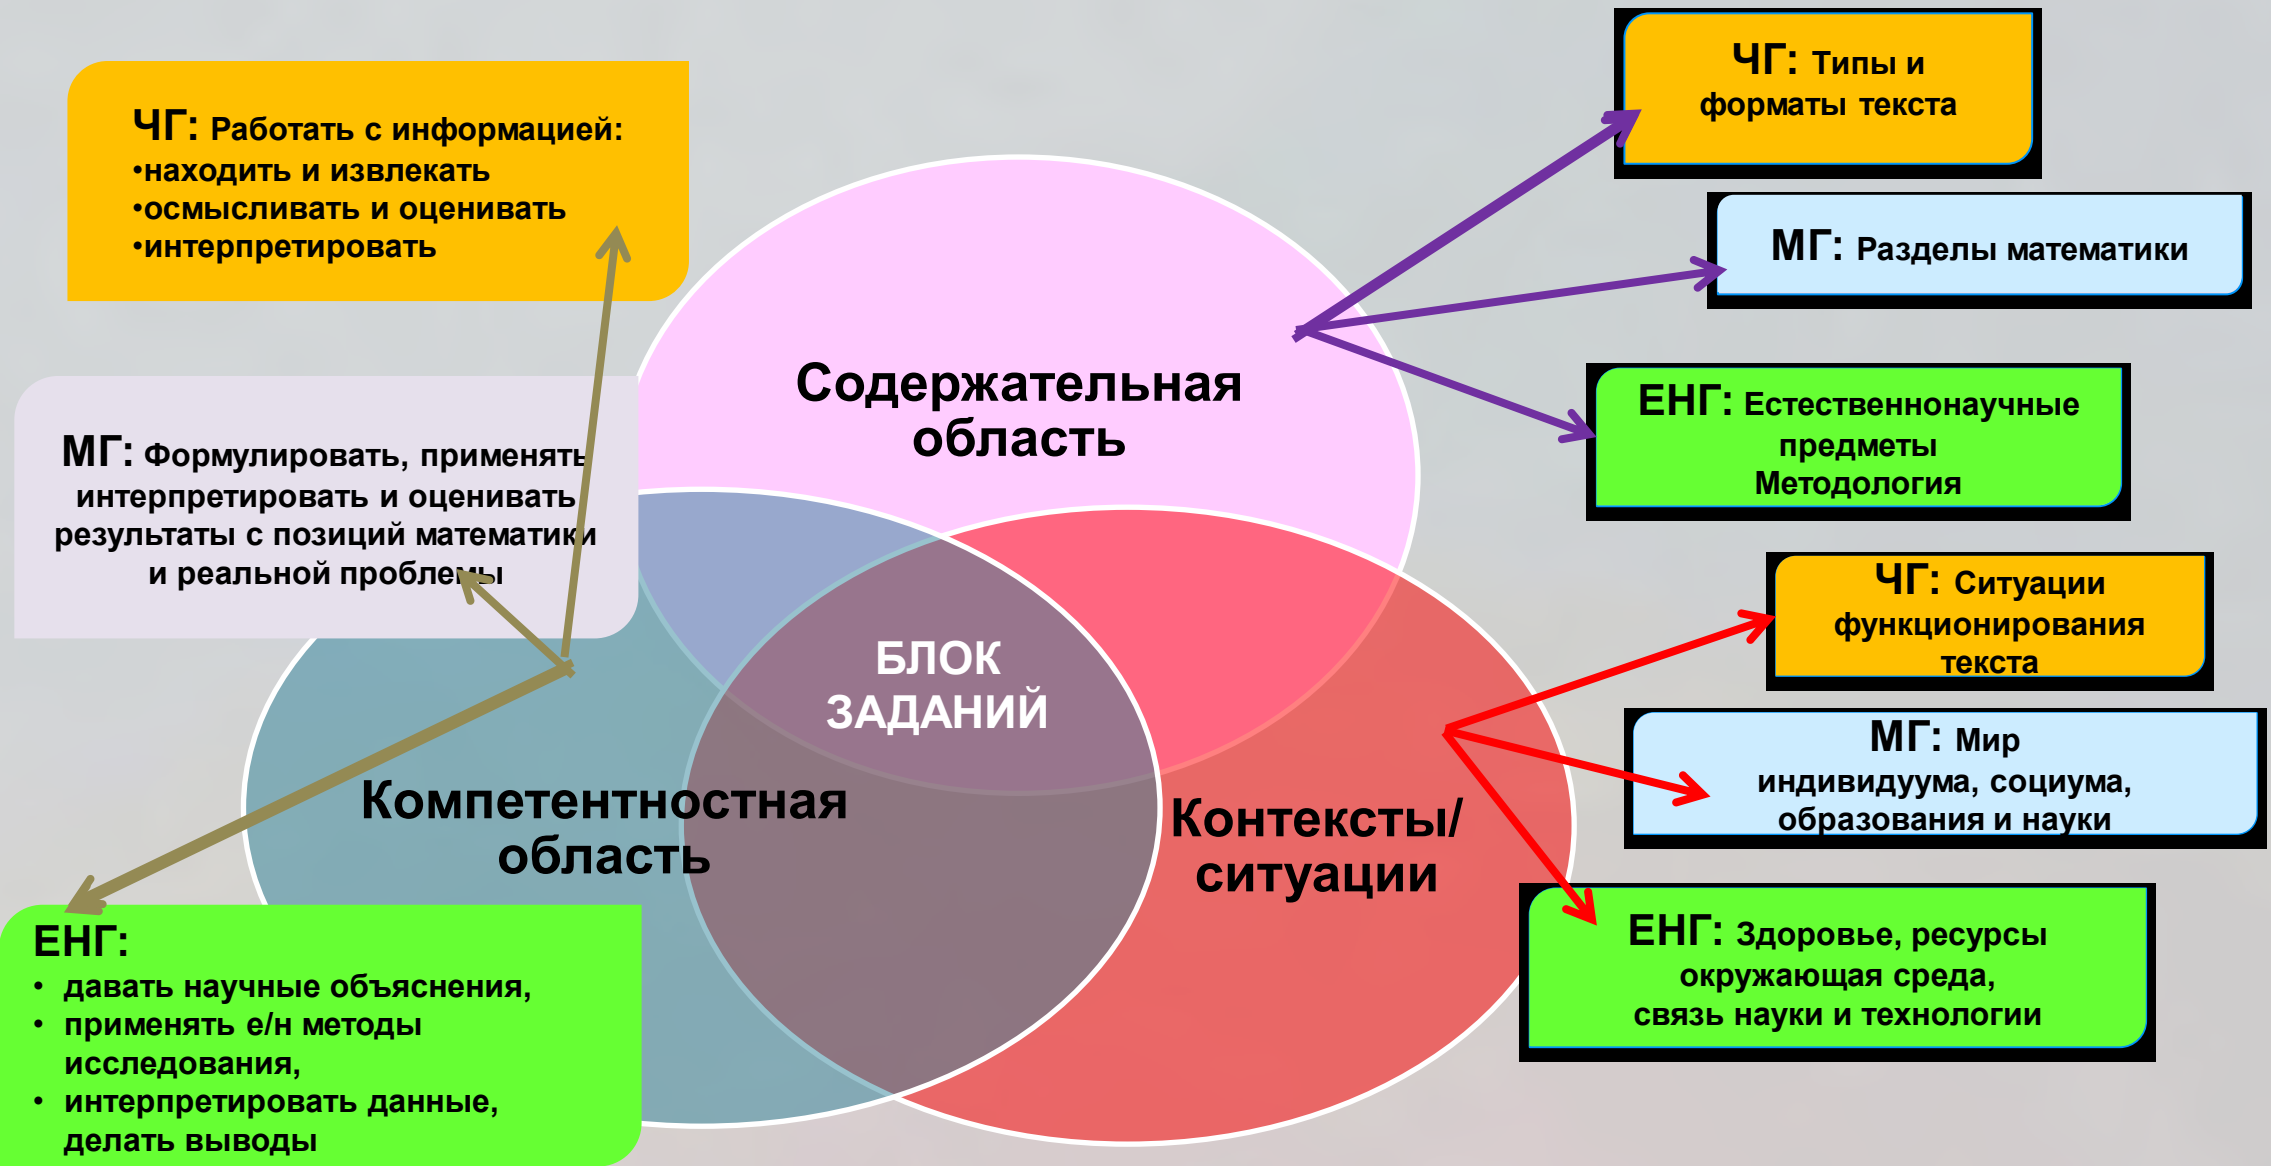 ЧГ: Работать с информацией:
•находить и извлекать
•осмысливать и оценивать
•интерпретировать
МГ: Формулировать, применять
интерпретировать и оценивать
результаты с позиций математики
и реальной проблемы
ЕНГ:
• давать научные объяснения,
• применять е/н методы
исследования,
• интерпретировать данные,
делать выводы
Содержательная
область
БЛОК
ЗАДАНИЙ
Компетентностная
область
Контексты/
ситуации
ЧГ: Типы и
форматы текста
МГ: Разделы математики
ЕНГ: Естественнонаучные
предметы
Методология
ЧГ: Ситуации
функционирования
текста
МГ: Мир
индивидуума, социума,
образования и науки
ЕНГ: Здоровье, ресурсы
окружающая среда,
связь науки и технологии